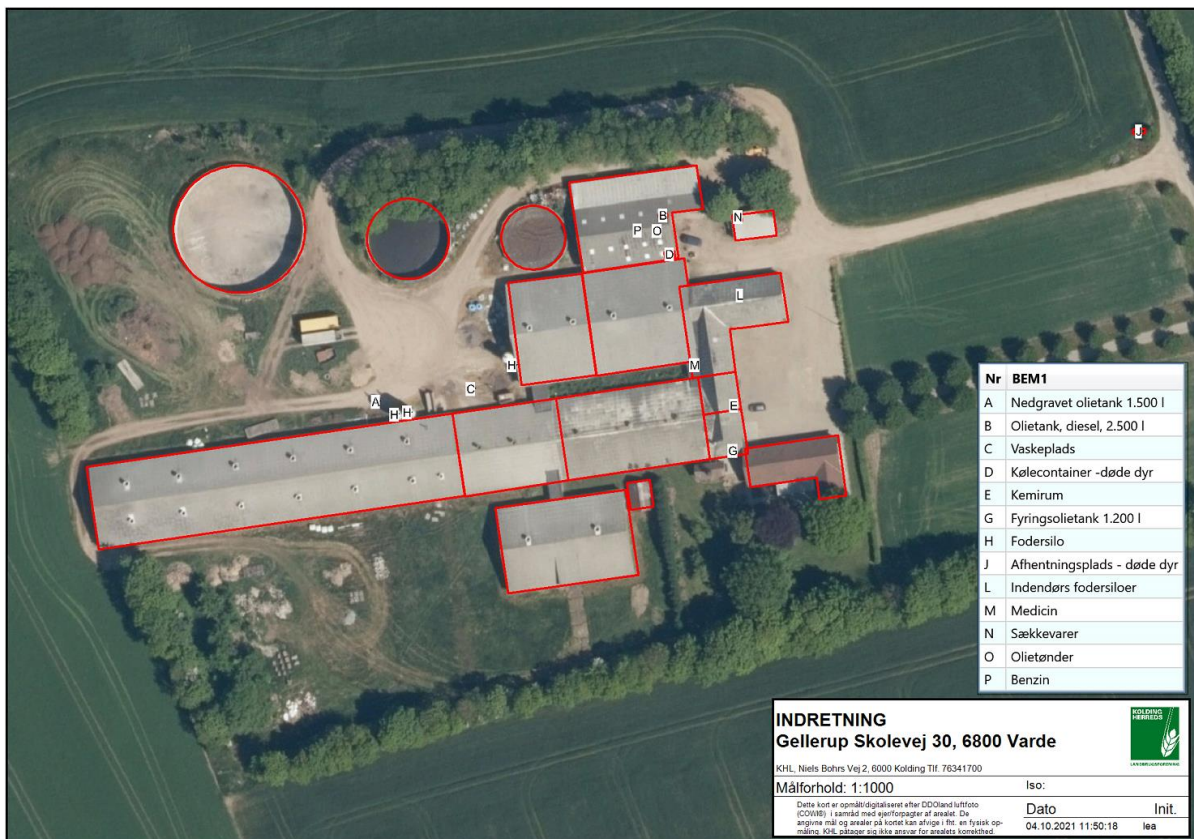 J
N
B
P O
D
L
H
M
C
A
H H
E
G
Nr BEM1
A Nedgravet olietank 1.500 l
B Olietank, diesel, 2.500 l
C Vaskeplads
D Kølecontainer -døde dyr
E Kemirum
G Fyringsolietank 1.200 l
H Fodersilo
J Afhentningsplads - døde dyr
L Indendørs fodersiloer
M Medicin
N Sækkevarer
O Olietønder
P Benzin
INDRETNING
Gellerup Skolevej 30, 6800 Varde
KOLDING
HERREDS
LANDBRUGSFORENING
KHL, Niels Bohrs Vej 2, 6000 Kolding Tlf. 76341700
Målforhold: 1:1000
Iso:
Dette kort er opmålt/digitaliseret efter DDOland luftfoto
(COWI®) i samråd med ejer/forpagter af arealet. De
angivne mål og arealer på kortet kan afvige i fht. en fysisk op-
måling. KHL påtager sig ikke ansvar for arealets korrekthed.
Dato Init.
04.10.2021 11:50:18 lea